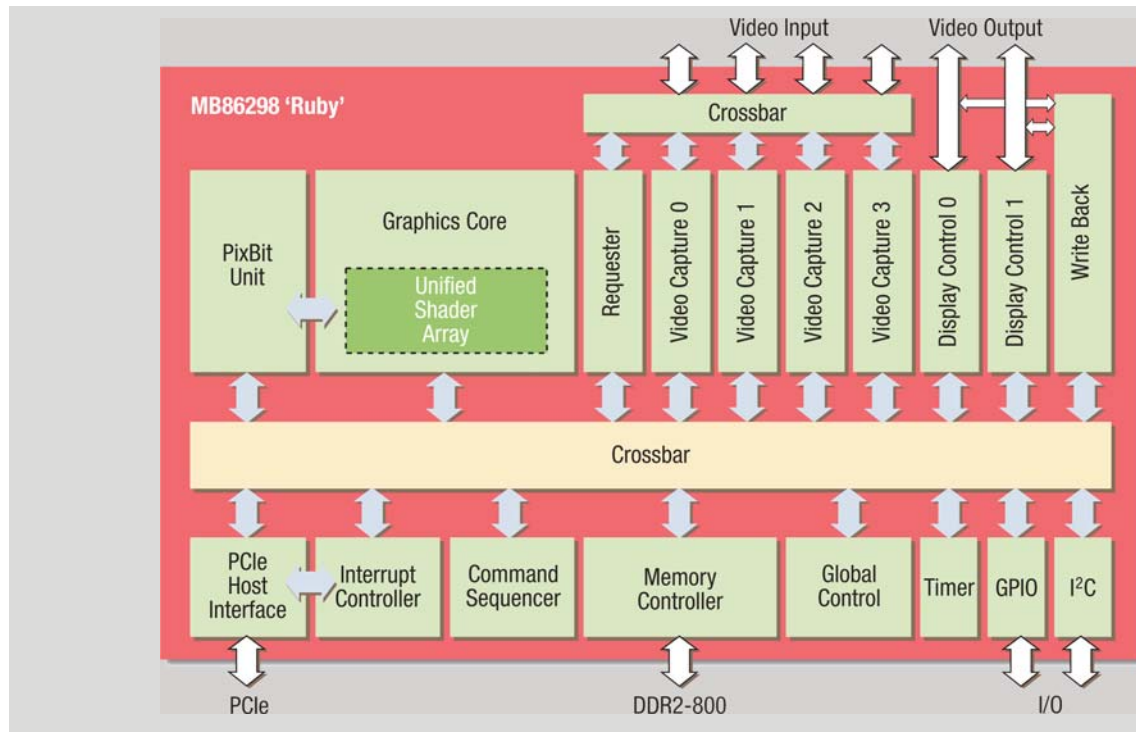 Video Input
Video Output
MB86298 'Ruby'
Crossbar
PixBit
Unit
Graphics Core
Unified
Shader
Array
Requester
Video Capture 0
Video Capture 1
Video Capture 2
Video Capture 3
Display Control 0
Display Control 1
Write Back
Crossbar
PCIe
Host
Interface
Interrupt
Controller
Command
Sequencer
Memory
Controller
Global
Control
Timer
GPIO
I²C
PCIe
DDR2-800
I/O